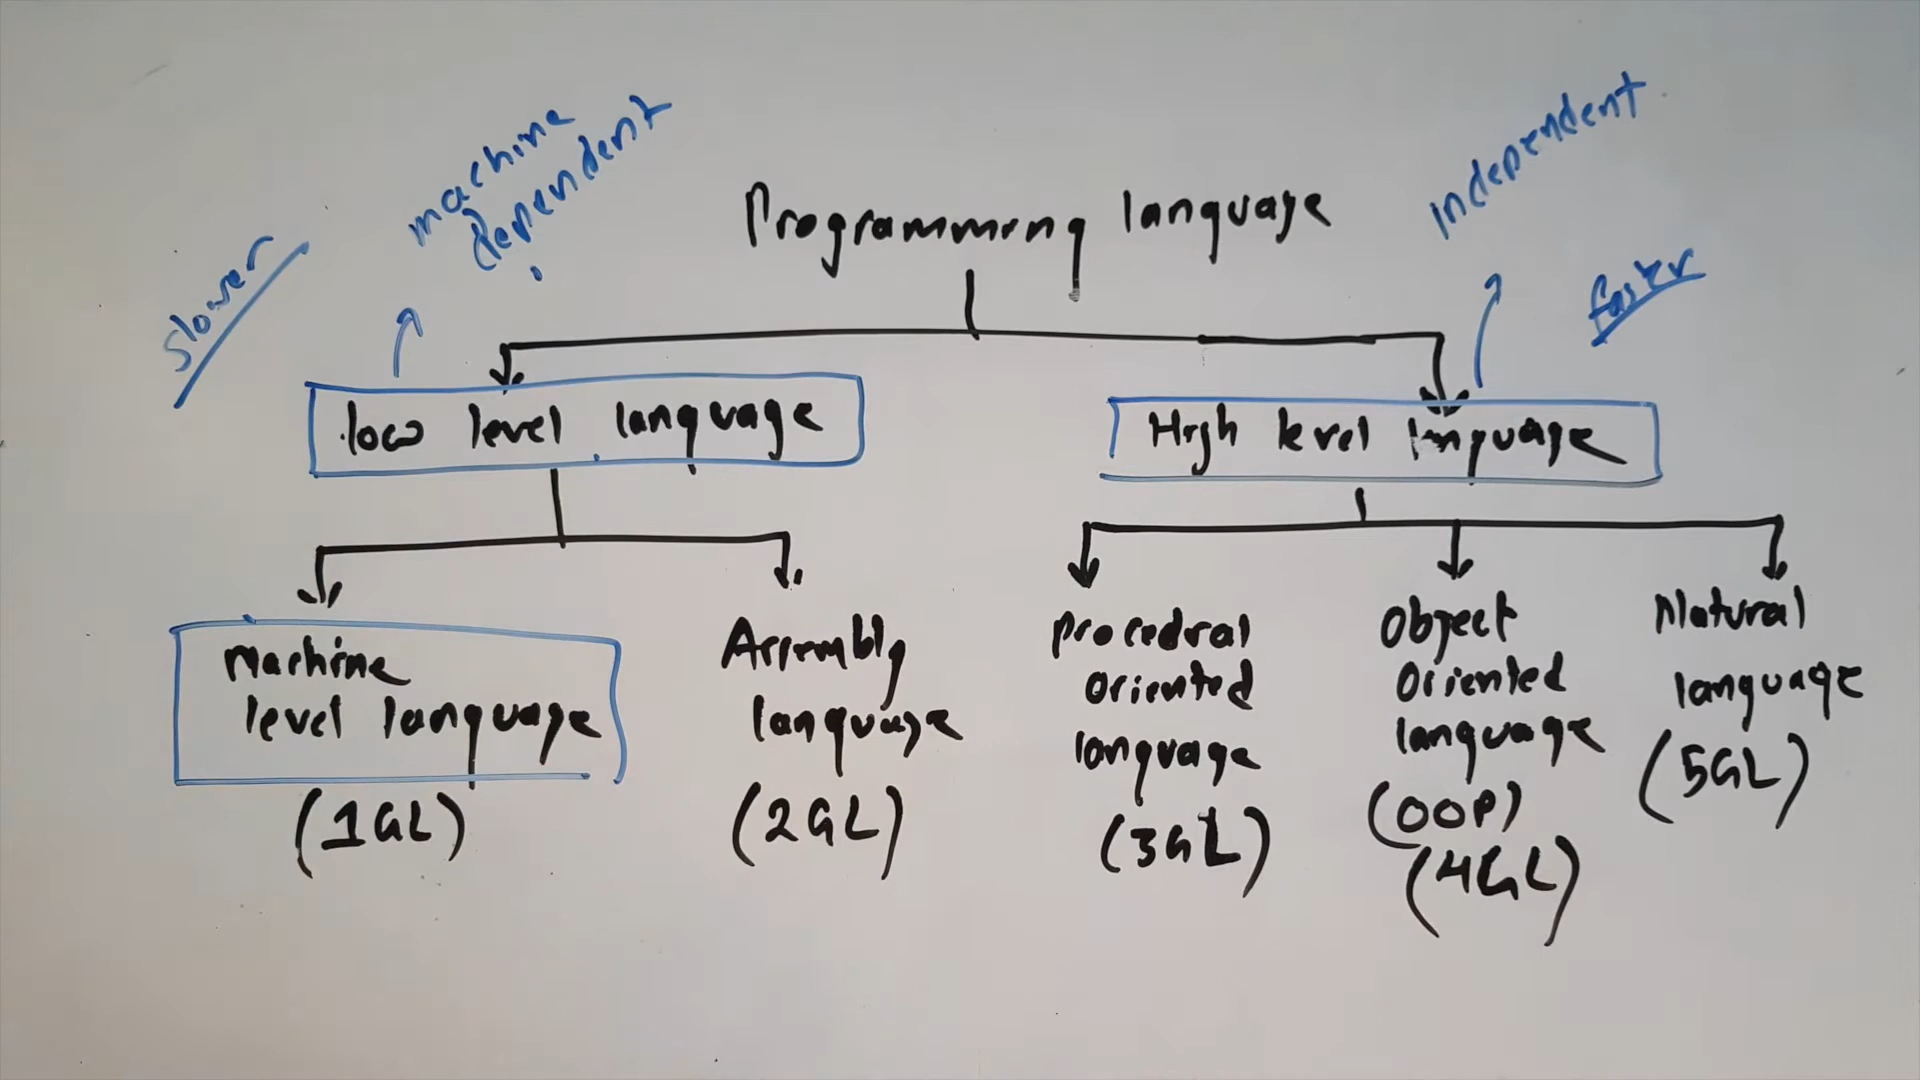 machine
dependent
Independent
Programming language
Slower
faster
low level language
High level language
Machine
level language
(1GL)
Assembly
language
(2GL)
Procedral
Oriented
language
(3GL)
Object
Oriented
language
(OOP)
(4GL)
Natural
language
(5GL)